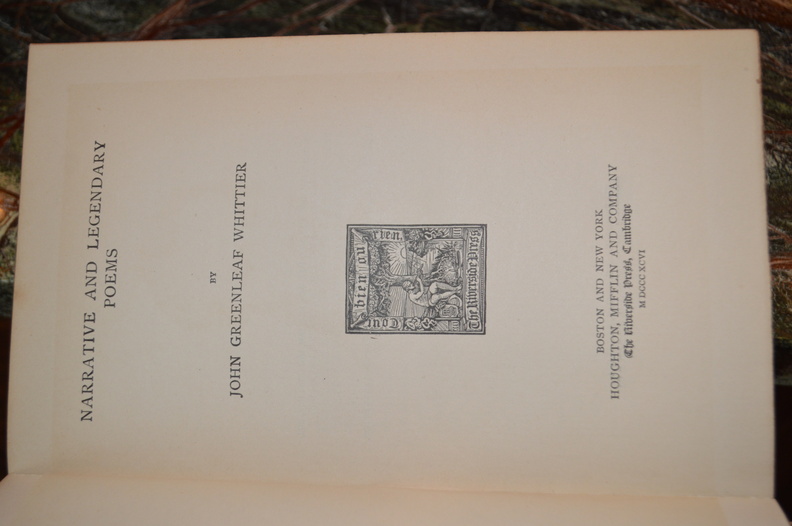 NARRATIVE AND LEGENDARY
POEMS
BY
JOHN GREENLEAF WHITTIER
Tout bien ou rien
The Riverside Press
BOSTON AND NEW YORK
HOUGHTON, MIFFLIN AND COMPANY
The Riverside Press, Cambridge
M DCCC XCVI